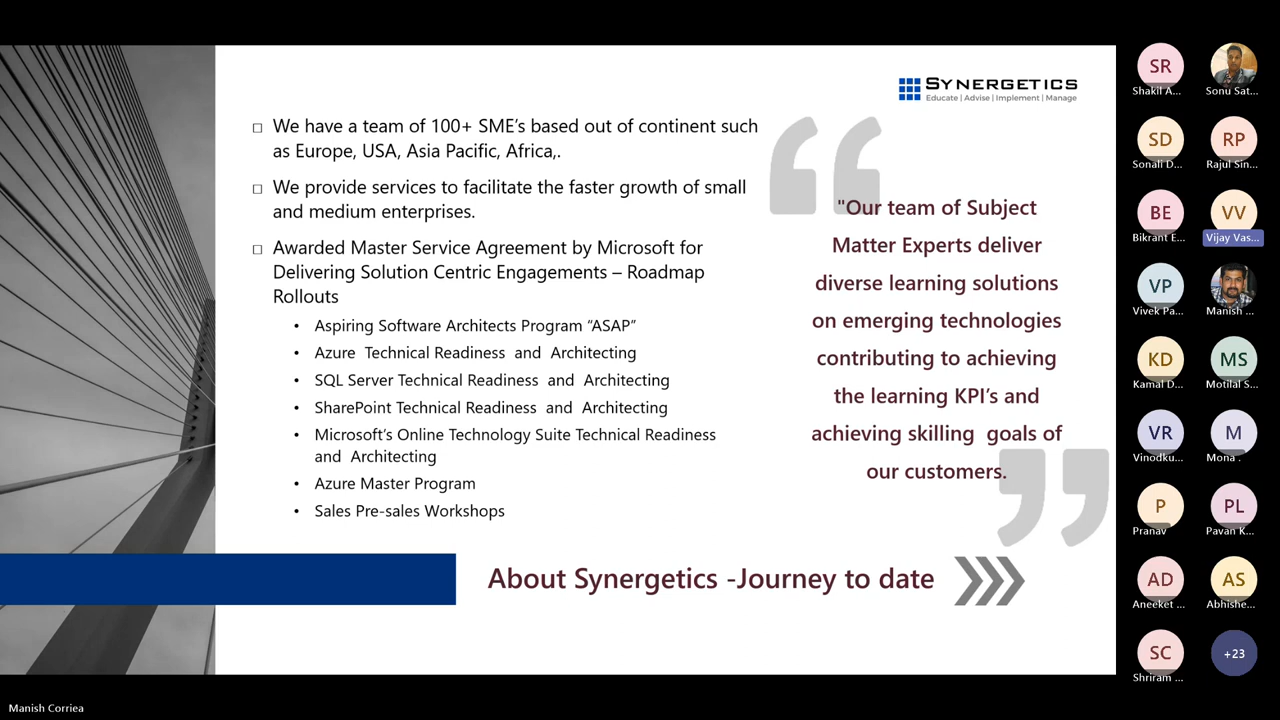 SYNERGETICS
Educate | Advise | Implement | Manage
We have a team of 100+ SME's based out of continent such
as Europe, USA, Asia Pacific, Africa,.
We provide services to facilitate the faster growth of small
and medium enterprises.
Awarded Master Service Agreement by Microsoft for
Delivering Solution Centric Engagements – Roadmap
Rollouts
• Aspiring Software Architects Program “ASAP”
• Azure  Technical Readiness  and  Architecting
• SQL Server Technical Readiness  and  Architecting
• SharePoint Technical Readiness  and  Architecting
• Microsoft's Online Technology Suite Technical Readiness
and  Architecting
• Azure Master Program
• Sales Pre-sales Workshops
"Our team of Subject
Matter Experts deliver
diverse learning solutions
on emerging technologies
contributing to achieving
the learning KPI's and
achieving skilling  goals of
our customers.
About Synergetics -Journey to date
SR
Shakil A...
Sonu Sat...
SD
Sonali D...
RP
Rajul Sin...
BE
Bikrant E...
VV
Vijay Vas...
VP
Vivek Pa...
Manish ...
KD
Kamal D...
MS
Motilal S...
VR
Vinodku...
M
Mona .
P
Pranav
PL
Pavan K...
AD
Aneeket ...
AS
Abhishe...
SC
Shriram ...
+23
Manish Corriea